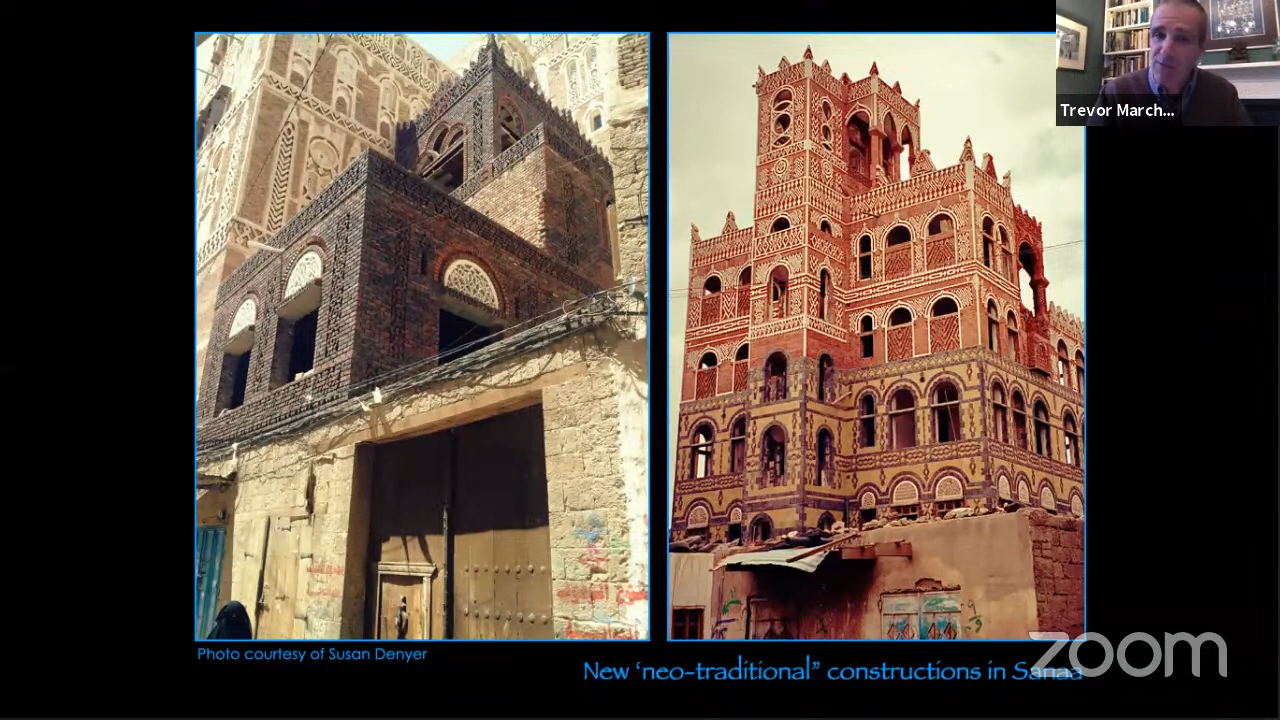 Trevor March...
Photo courtesy of Susan Denyer
New ‘neo-traditional” constructions in Sanaa
zoom